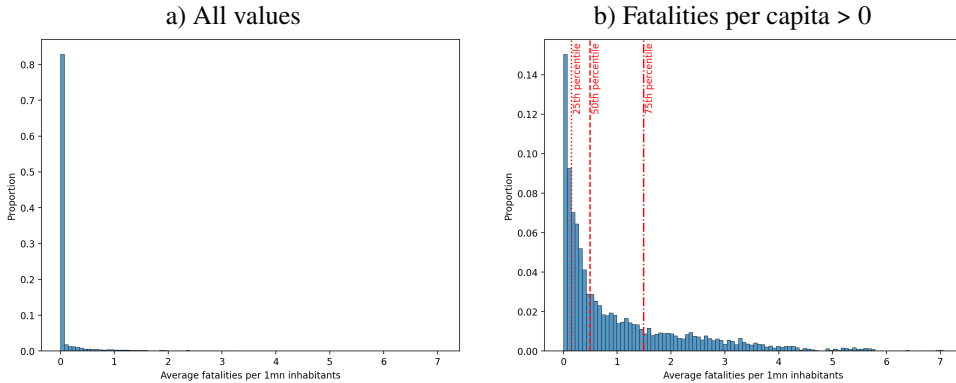 a) All values
0.8
0.7
0.6
0.5
0.4
0.3
0.2
0.1
0.0
Proportion
0 1 2 3 4 5 6 7
Average fatalities per 1mn inhabitants
b) Fatalities per capita > 0
0.14
0.12
0.10
0.08
0.06
0.04
0.02
0.00
Proportion
25th percentile
50th percentile
75th percentile
0 1 2 3 4 5 6 7
Average fatalities per 1mn inhabitants